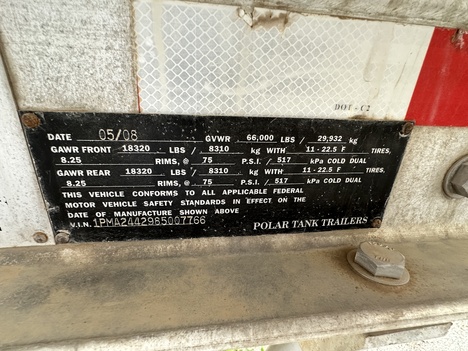 DOT-C2
DATE 05/08 GVWR 66,000 LBS / 29,932 kg
GAWR FRONT 18320 LBS / 8310 kg WITH 11-22.5 F TIRES,
8.25 RIMS, @ 75 P.S.I. / 517 kPa COLD DUAL
GAWR REAR 18320 LBS / 8310 kg WITH 11-22.5 F TIRES,
8.25 RIMS, @ 75 P.S.I. / 517 kPa COLD DUAL
THIS VEHICLE CONFORMS TO ALL APPLICABLE FEDERAL
MOTOR VEHICLE SAFETY STANDARDS IN EFFECT ON THE
DATE OF MANUFACTURE SHOWN ABOVE
V.I.N. 1PMA2442985007766 POLAR TANK TRAILERS